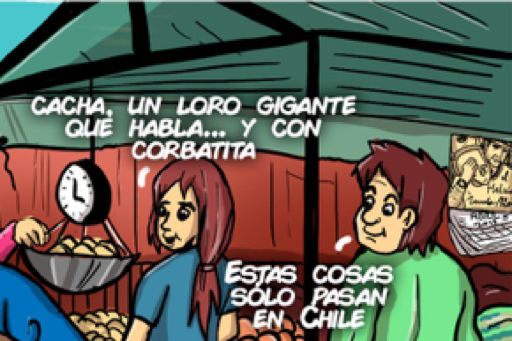 CACHA, UN LORO GIGANTE
QUE HABLA... Y CON
CORBATITA
ESTAS COSAS
SÓLO PASAN
EN CHILE